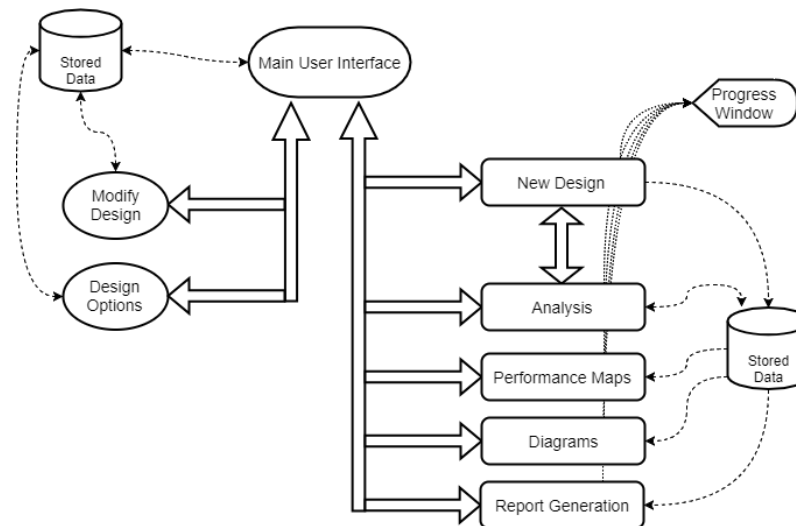 Stored
Data
Main User Interface
Progress
Window
Modify
Design
New Design
Design
Options
Analysis
Stored
Data
Performance Maps
Diagrams
Report Generation